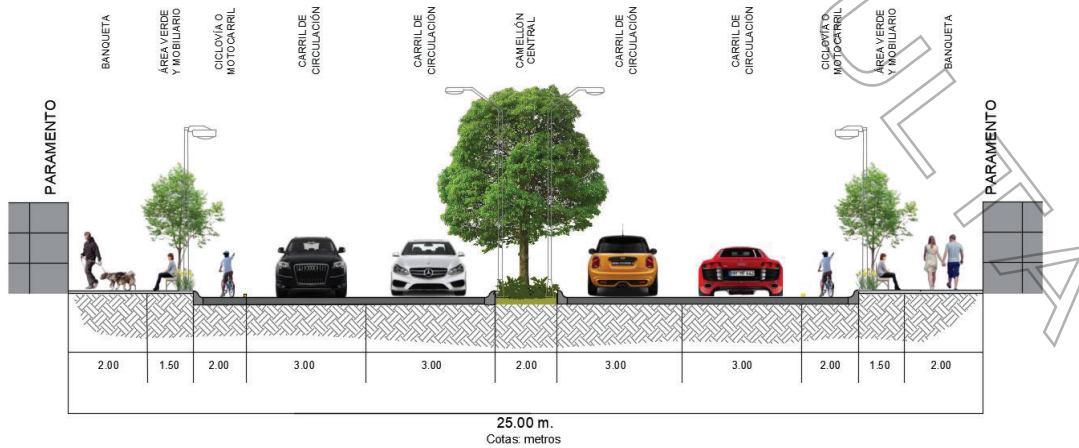 BANQUETA
ÁREA VERDE
Y MOBILIARIO
CICLOVÍA O
MOTOCARRIL
CARRIL DE
CIRCULACIÓN
CARRIL DE
CIRCULACIÓN
CAMELLÓN
CENTRAL
CARRIL DE
CIRCULACIÓN
CARRIL DE
CIRCULACIÓN
CICLOVÍA O
MOTOCARRIL
ÁREA VERDE
Y MOBILIARIO
BANQUETA
PARAMENTO
PARAMENTO
ULTA
2.00
1.50
2.00
3.00
3.00
2.00
3.00
3.00
2.00
1.50
2.00
25.00 m.
Cotas: metros